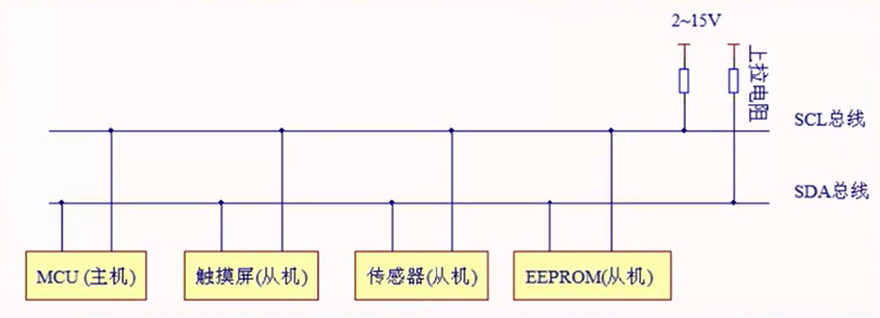 2~15V
上拉电阻
SCL总线
SDA总线
MCU (主机)
触摸屏(从机)
传感器(从机)
EEPROM(从机)